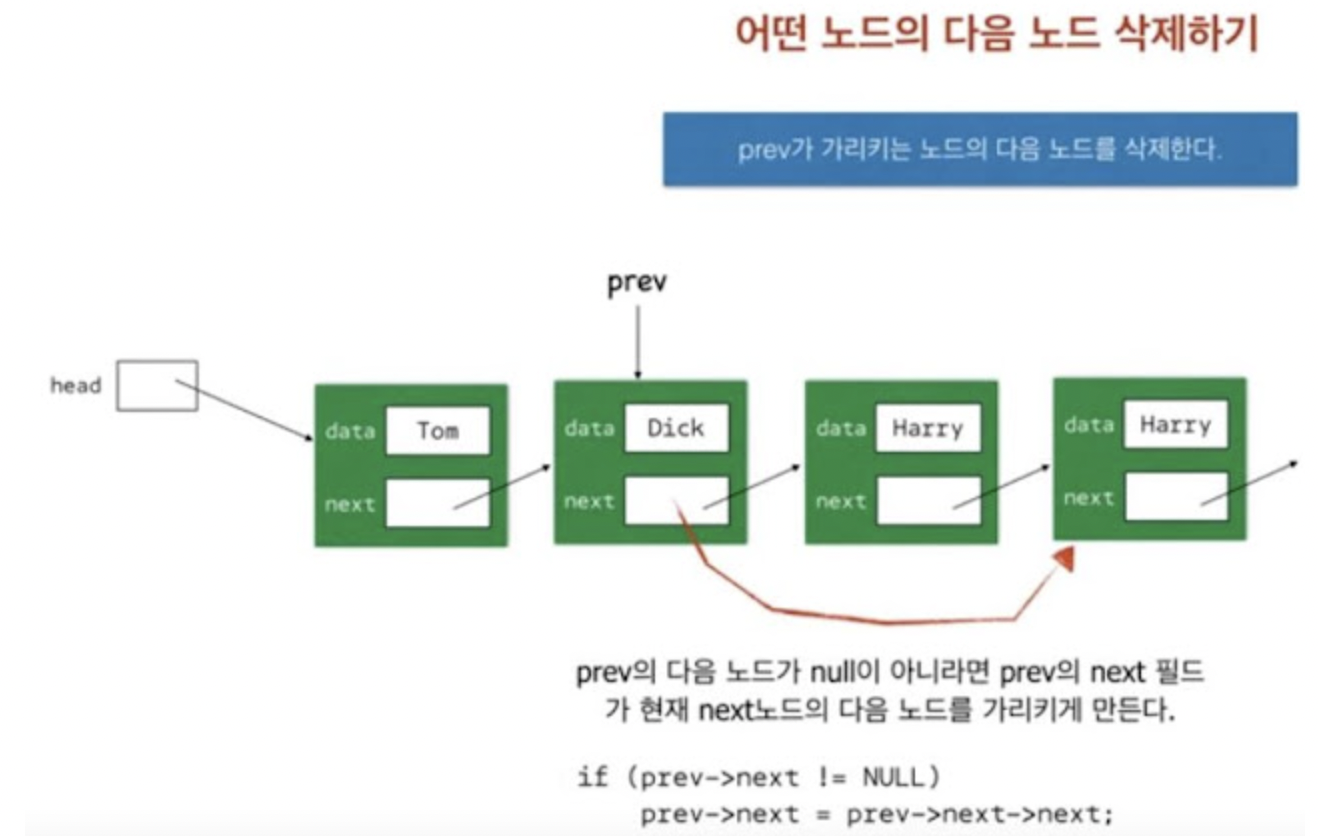 어떤 노드의 다음 노드 삭제하기
prev가 가리키는 노드의 다음 노드를 삭제한다.
prev
head
data Tom
next
data Dick
next
data Harry
next
data Harry
next
prev의 다음 노드가 null이 아니라면 prev의 next 필드
가 현재 next노드의 다음 노드를 가리키게 만든다.
if (prev->next != NULL)
prev->next = prev->next->next;